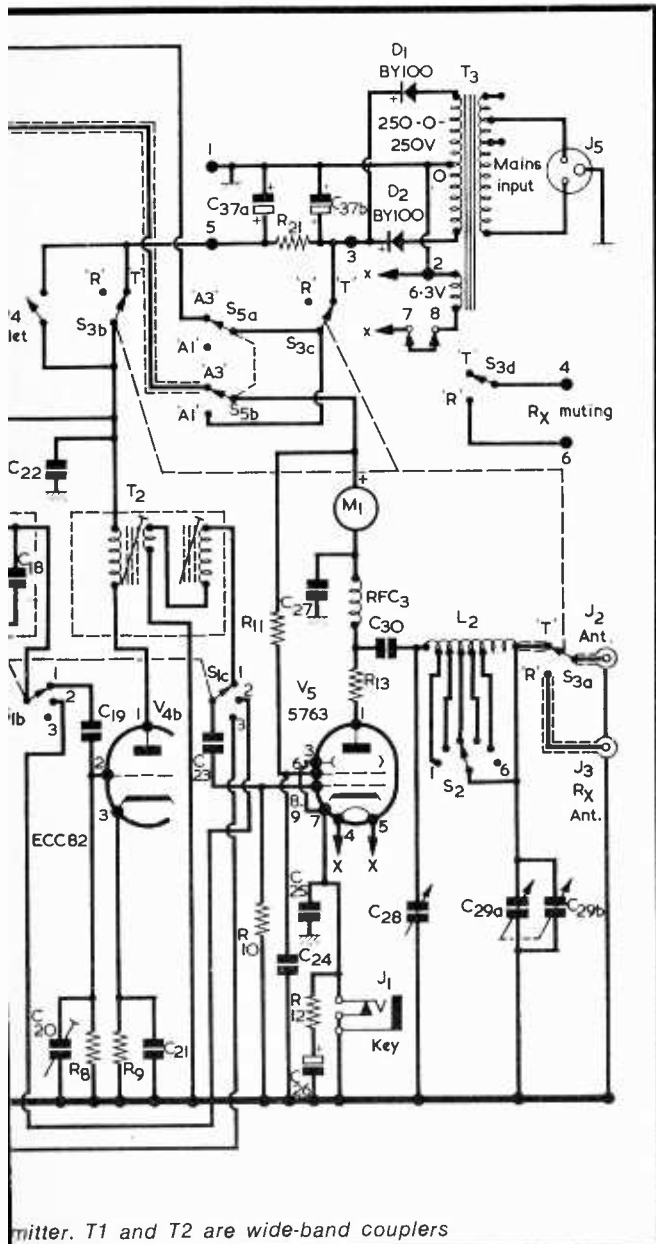 D1
BY100
T3
250-0-
250V
J5
Mains
input
1
O
C37a
C37b
D2
BY100
R21
5
3
2
6·3V
x
x
7
8
'R'
'T'
'R'
'T'
'A3'
S5a
S3b
S3c
'A1'
'A3'
'A1'
S5b
'T'
S3d
4
'R'
RX muting
6
C22
T2
M1
+
C18
C27
RFC3
R11
C30
L2
'T'
J2
Ant.
'R'
S3a
R13
J3
RX
Ant.
S1c
1
2
3
1
2
3
1b
C19
1
V4b
C23
V5
5763
1
3
6
8
9
7
4
5
X
X
1
S2
6
2
3
ECC82
C25
R10
C24
C28
C29a
C29b
J1
Key
R12
C26
C20
R8
R9
C21
mitter. T1 and T2 are wide-band couplers